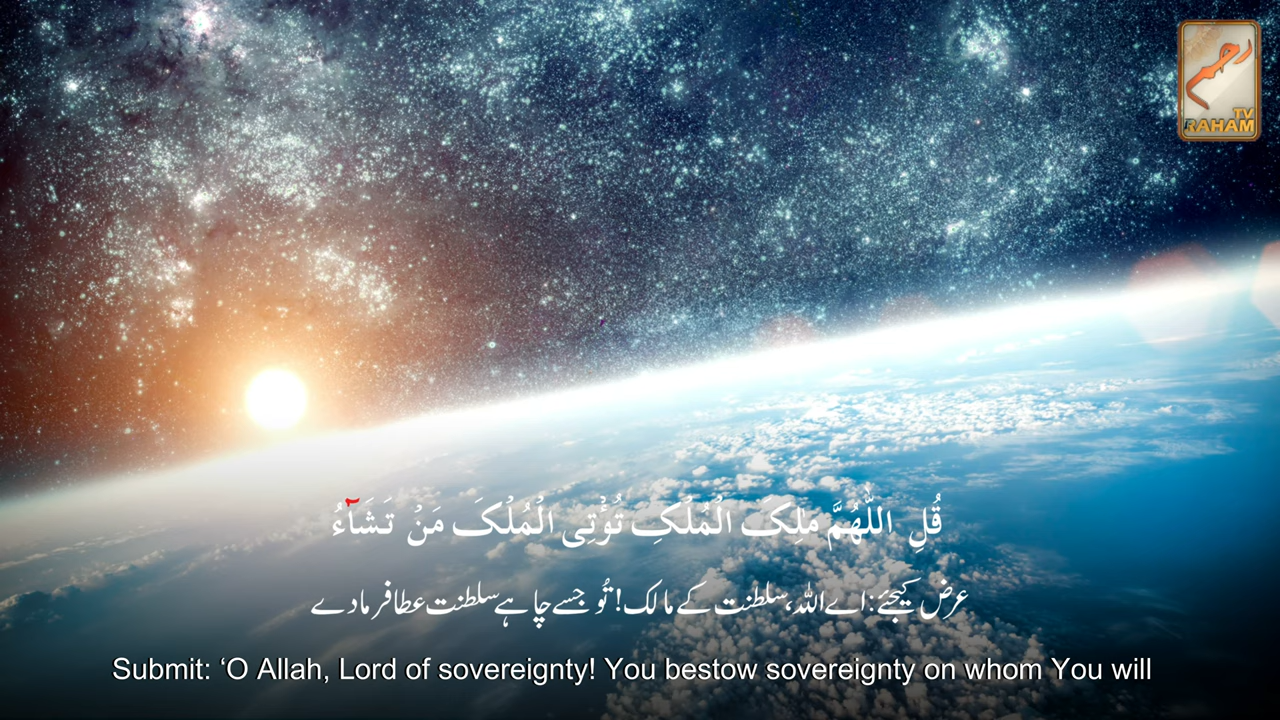 رحم
TV
RAHAM
قُلِ اللّٰهُمَّ مٰلِکَ الْمُلْکِ تُؤْتِی الْمُلْکَ مَنْ تَشَآءُ
عرض کیجئے: اے اللہ، سلطنت کے مالک! تُو جسے چاہے سلطنت عطا فرما دے
Submit: ‘O Allah, Lord of sovereignty! You bestow sovereignty on whom You will